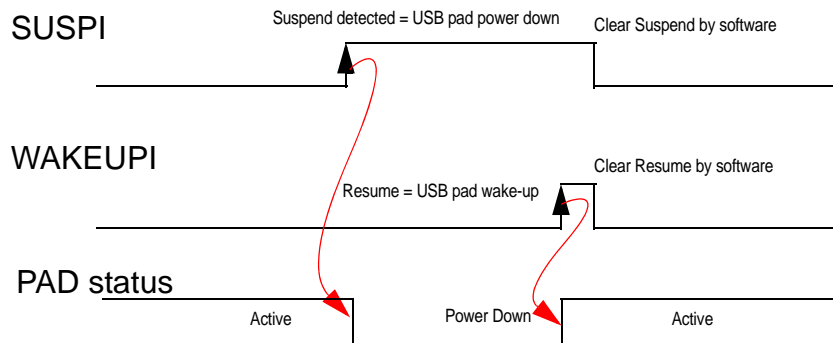 SUSPI
Suspend detected = USB pad power down
Clear Suspend by software
WAKEUPI
Clear Resume by software
Resume = USB pad wake-up
PAD status
Active
Power Down
Active